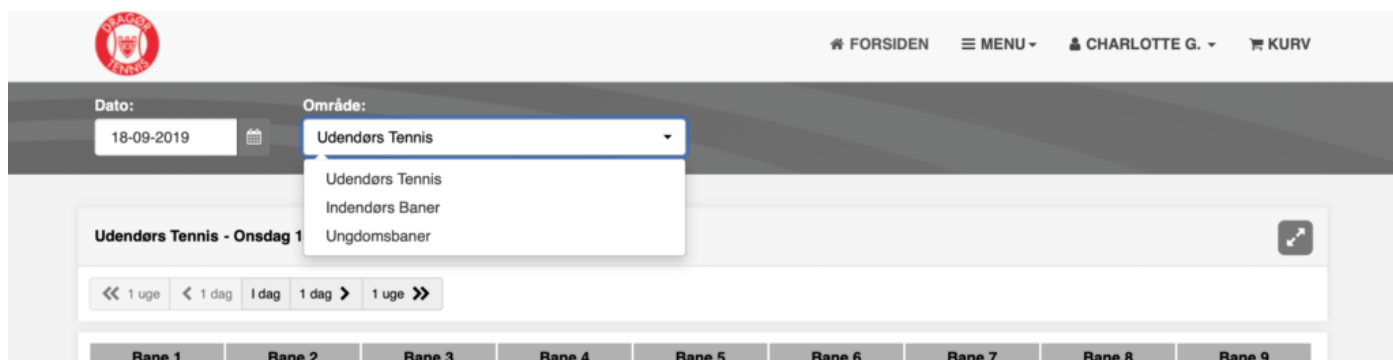 DRAGØR
TENNIS
FORSIDEN
MENU
CHARLOTTE G.
KURV
Dato:
Område:
18-09-2019
Udendørs Tennis
Udendørs Tennis
Indendørs Baner
Ungdomsbaner
Udendørs Tennis - Onsdag 1
1 uge
1 dag
I dag
1 dag
1 uge
Bane 1
Bane 2
Bane 3
Bane 4
Bane 5
Bane 6
Bane 7
Bane 8
Bane 9